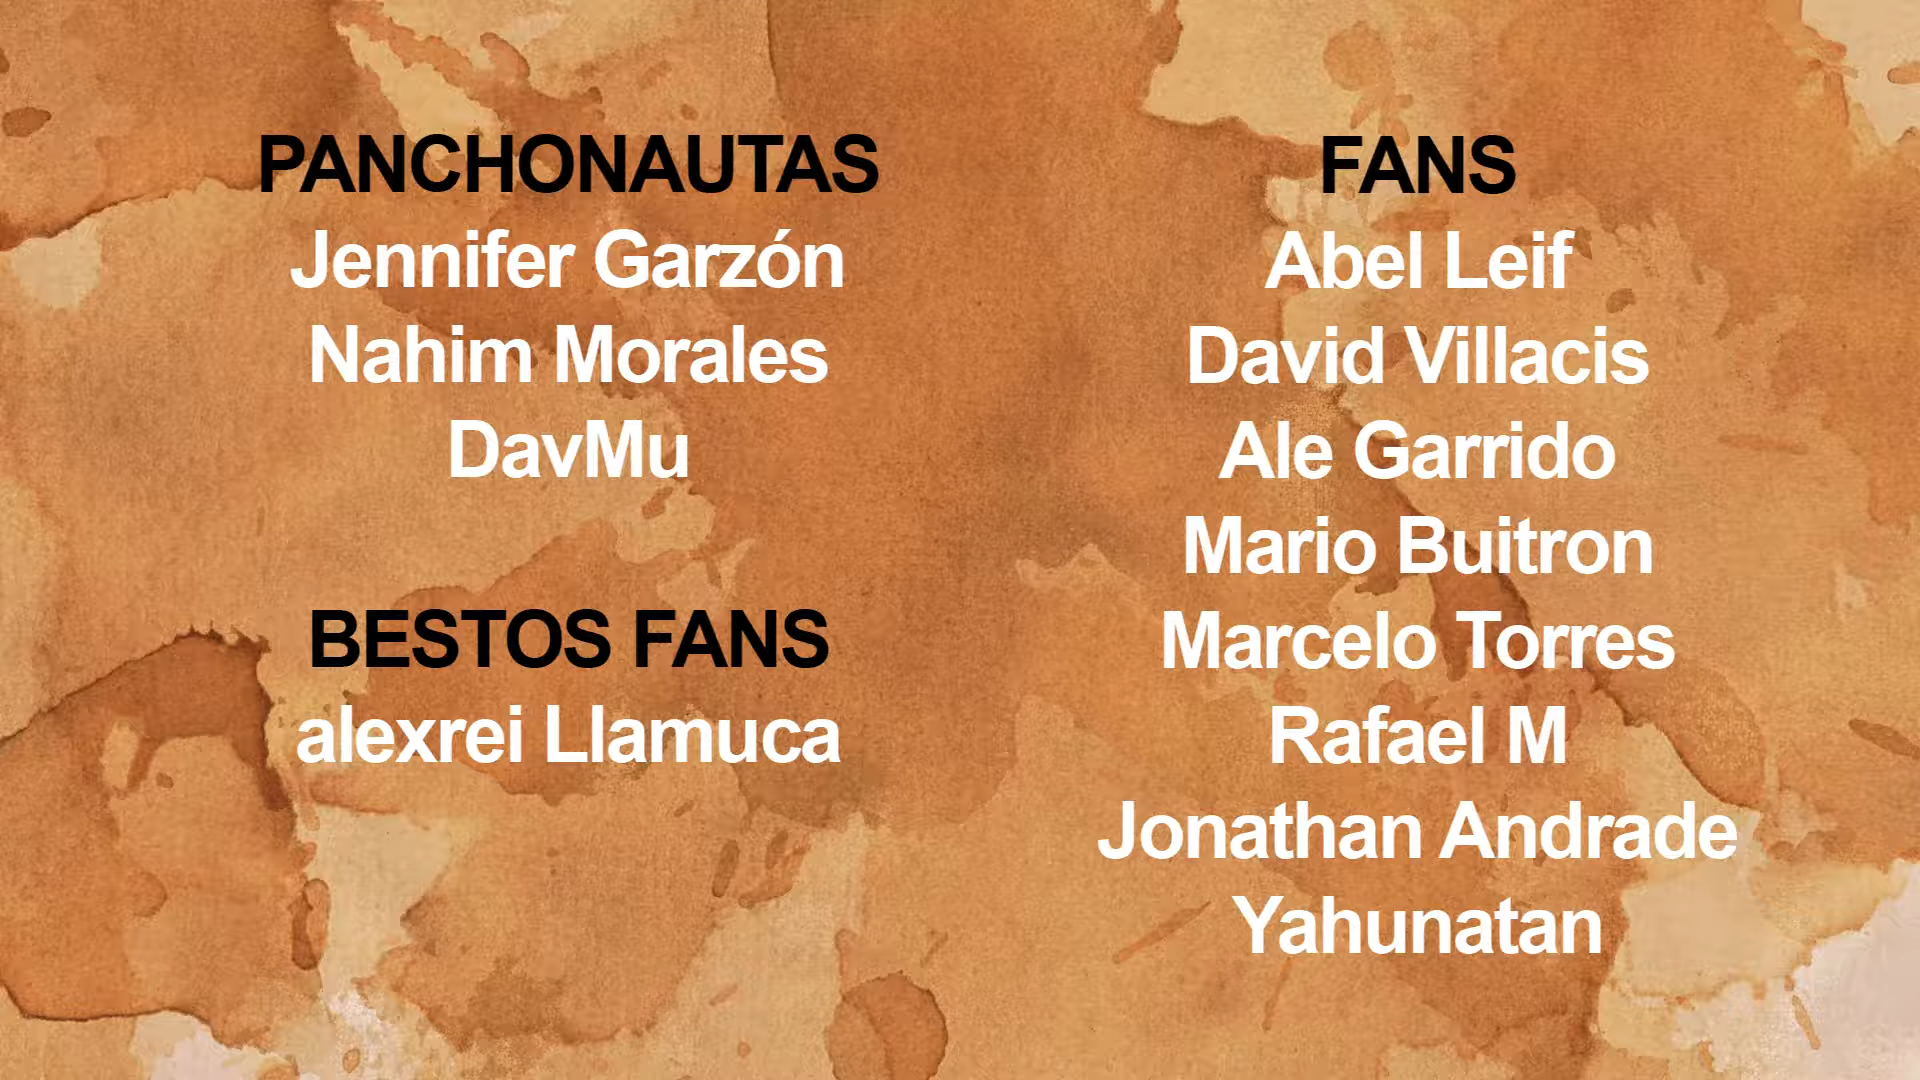 PANCHONAUTAS
Jennifer Garzón
Nahim Morales
DavMu
BESTOS FANS
alexrei Llamuca
FANS
Abel Leif
David Villacis
Ale Garrido
Mario Buitron
Marcelo Torres
Rafael M
Jonathan Andrade
Yahunatan